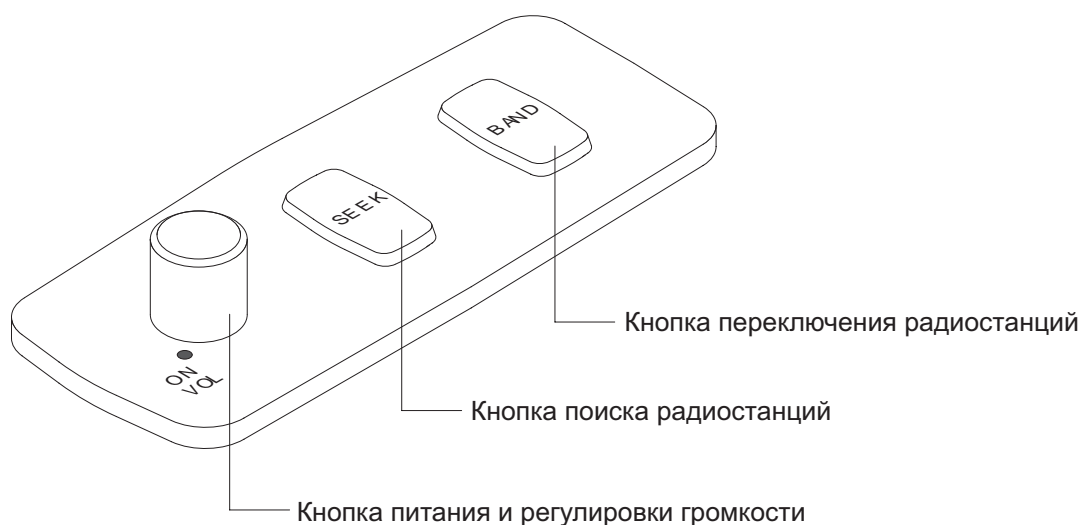 BAND
SEEK
Кнопка переключения радиостанций
ON
VOL
Кнопка поиска радиостанций
Кнопка питания и регулировки громкости